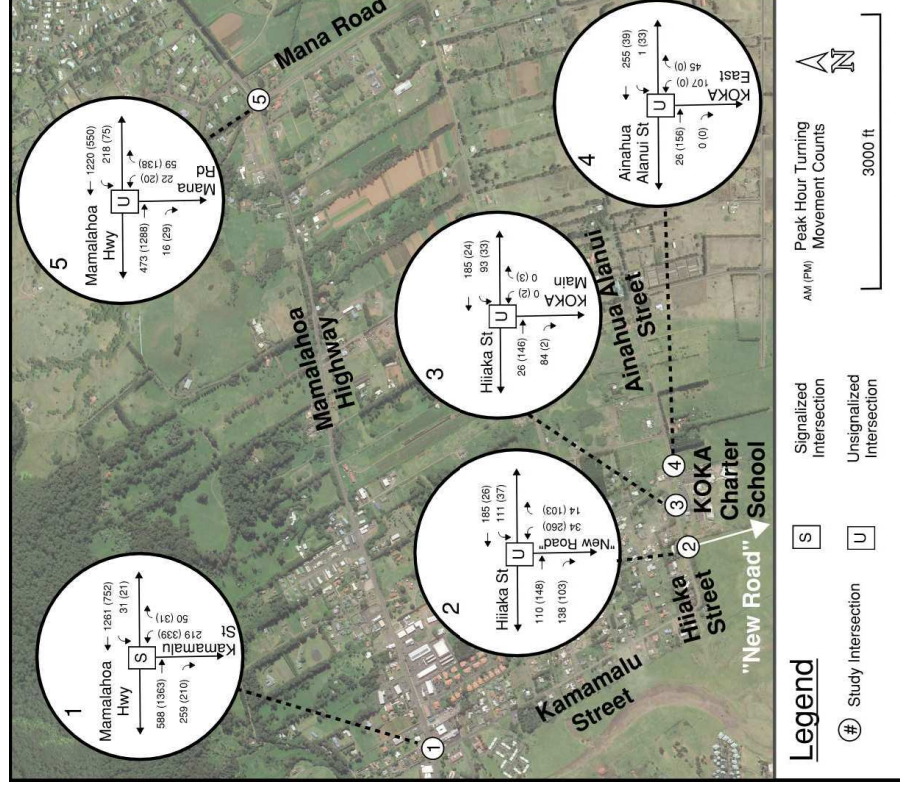 1
Mamalahoa
Hwy
1261 (752)
31 (21)
S
588 (1363)
259 (210)
219 (339)
50 (31)
Kamamalu
St
2
Hiiaka St
185 (26)
111 (37)
U
110 (148)
138 (103)
34 (260)
14 (103)
"New Road"
3
Hiiaka St
185 (24)
93 (33)
U
26 (146)
84 (2)
0 (2)
0 (3)
KOKA
Main
4
Ainahua
Alanui St
255 (39)
1 (33)
U
26 (156)
0 (0)
107 (0)
45 (0)
KOKA
East
5
Mamalahoa
Hwy
1220 (550)
218 (75)
U
473 (1288)
16 (29)
22 (20)
59 (138)
Mana
Rd
Mana Road
Mamalahoa
Highway
Ainahua Alanui
Street
Kamamalu
Street
Hiiaka
Street
KOKA
Charter
School
"New Road"
1
2
3
4
5
Legend
# Study Intersection
S Signalized
Intersection
U Unsignalized
Intersection
AM (PM) Peak Hour Turning
Movement Counts
N
3000 ft